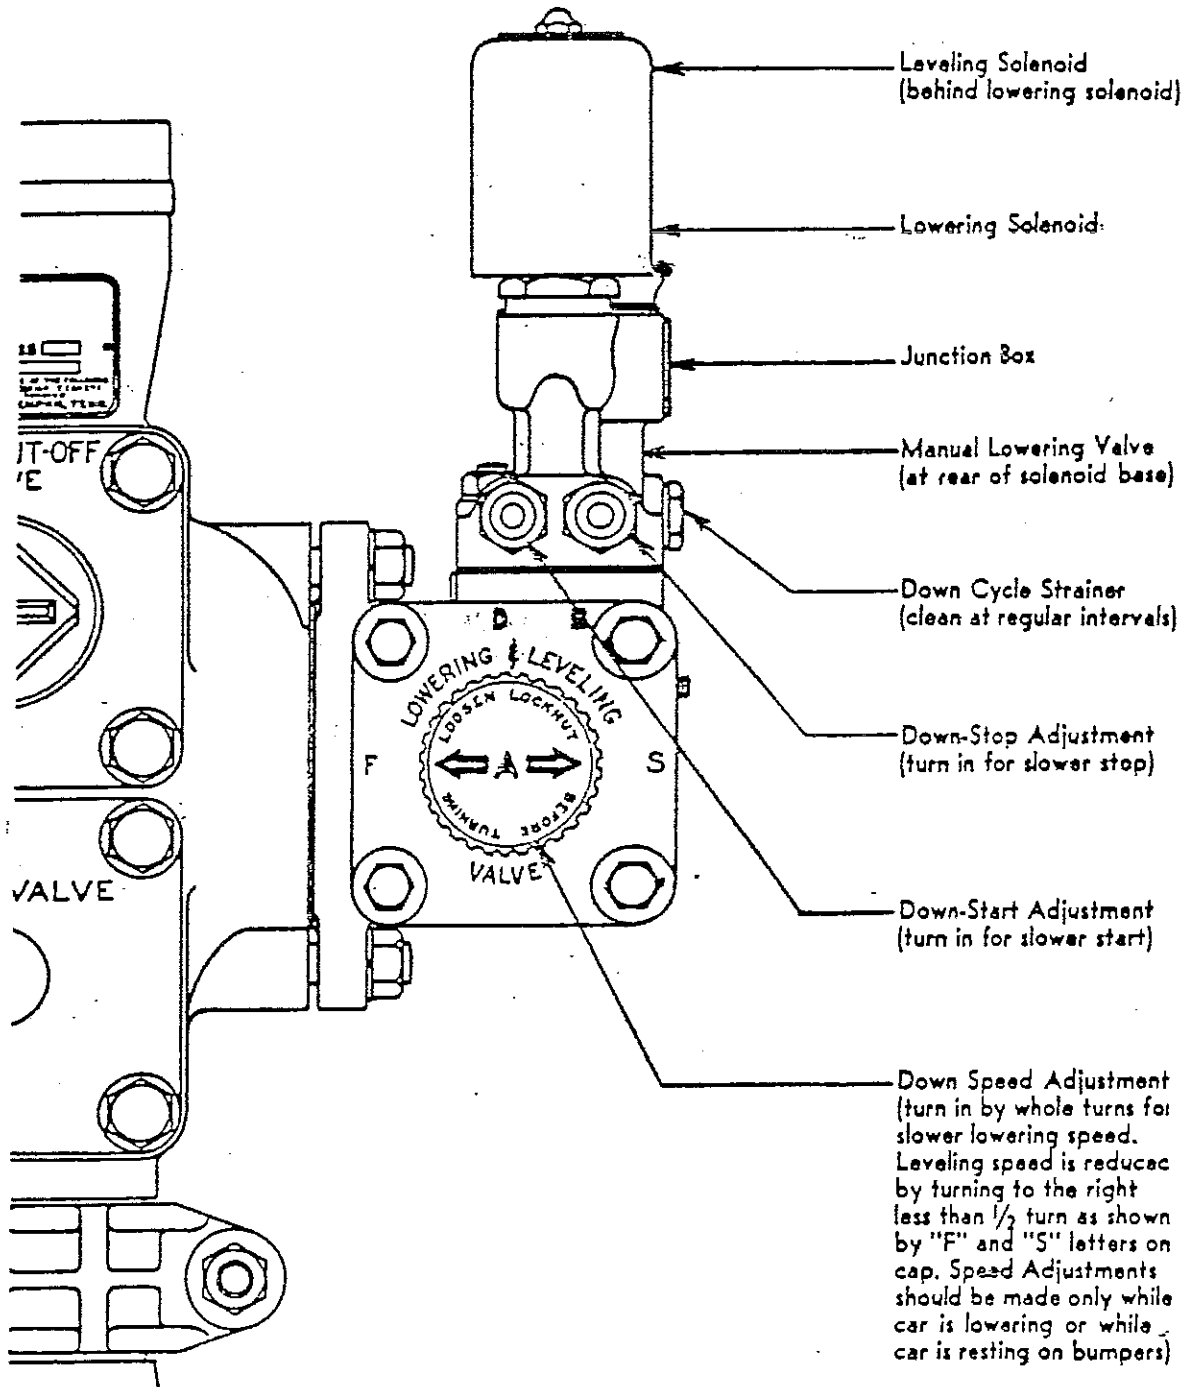 Leveling Solenoid
(behind lowering solenoid)
Lowering Solenoid
Junction Box
Manual Lowering Valve
(at rear of solenoid base)
Down Cycle Strainer
(clean at regular intervals)
Down-Stop Adjustment
(turn in for slower stop)
Down-Start Adjustment
(turn in for slower start)
Down Speed Adjustment
(turn in by whole turns for
slower lowering speed.
Leveling speed is reduced
by turning to the right
less than 1/2 turn as shown
by "F" and "S" letters on
cap. Speed Adjustments
should be made only while
car is lowering or while
car is resting on bumpers)
UT-OFF
VE
VALVE
D
LOWERING & LEVELING
LOOSEN LOCKNUT
F
A
S
BEFORE TURNING
VALVE